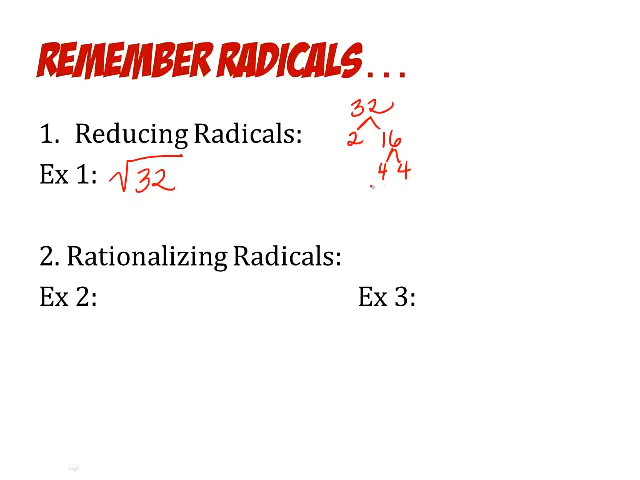 REMEMBER RADICALS...
1. Reducing Radicals:
Ex 1: √32
32
2 16
4 4
2. Rationalizing Radicals:
Ex 2: Ex 3: